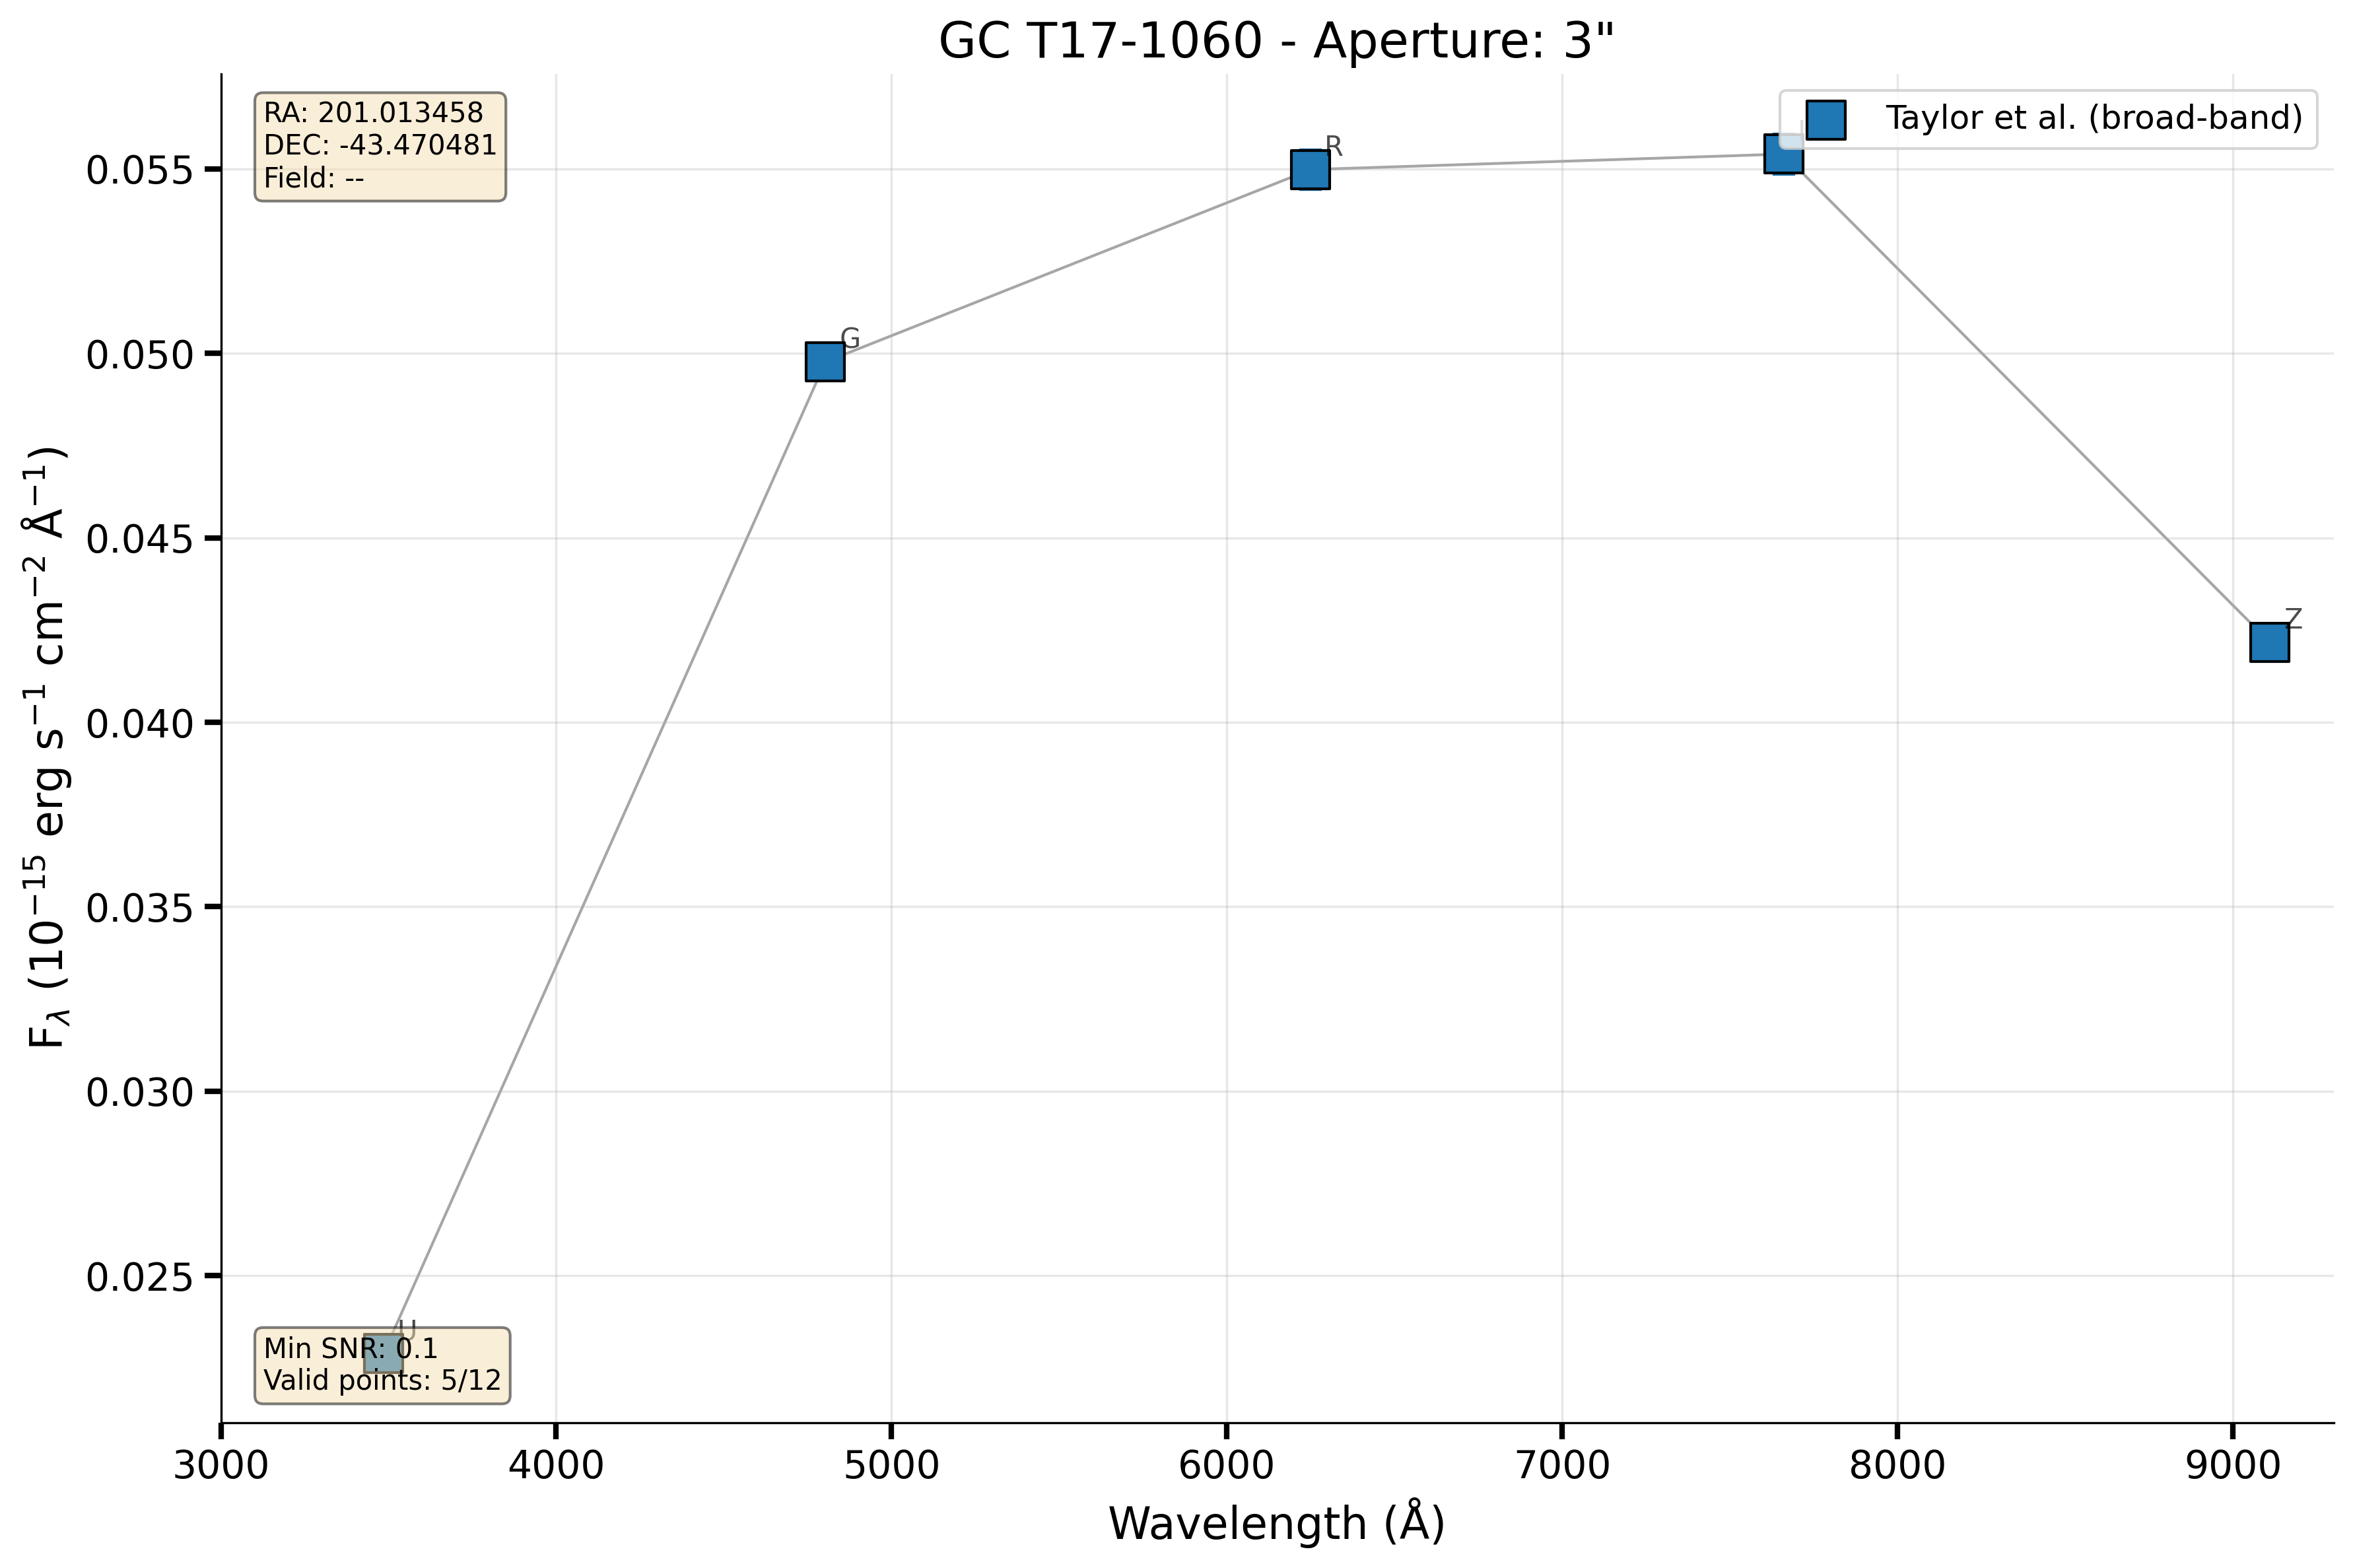 GC T17-1060 - Aperture: 3"
RA: 201.013458
DEC: -43.470481
Field: --
Taylor et al. (broad-band)
R
G
Z
U
Min SNR: 0.1
Valid points: 5/12
0.055
0.050
0.045
0.040
0.035
0.030
0.025
F_λ (10⁻¹⁵ erg s⁻¹ cm⁻² Å⁻¹)
3000 4000 5000 6000 7000 8000 9000
Wavelength (Å)